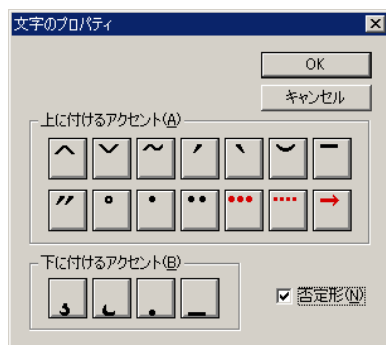 文字のプロパティ
OK
キャンセル
上に付けるアクセント(A)
下に付けるアクセント(B)
否定形(N)